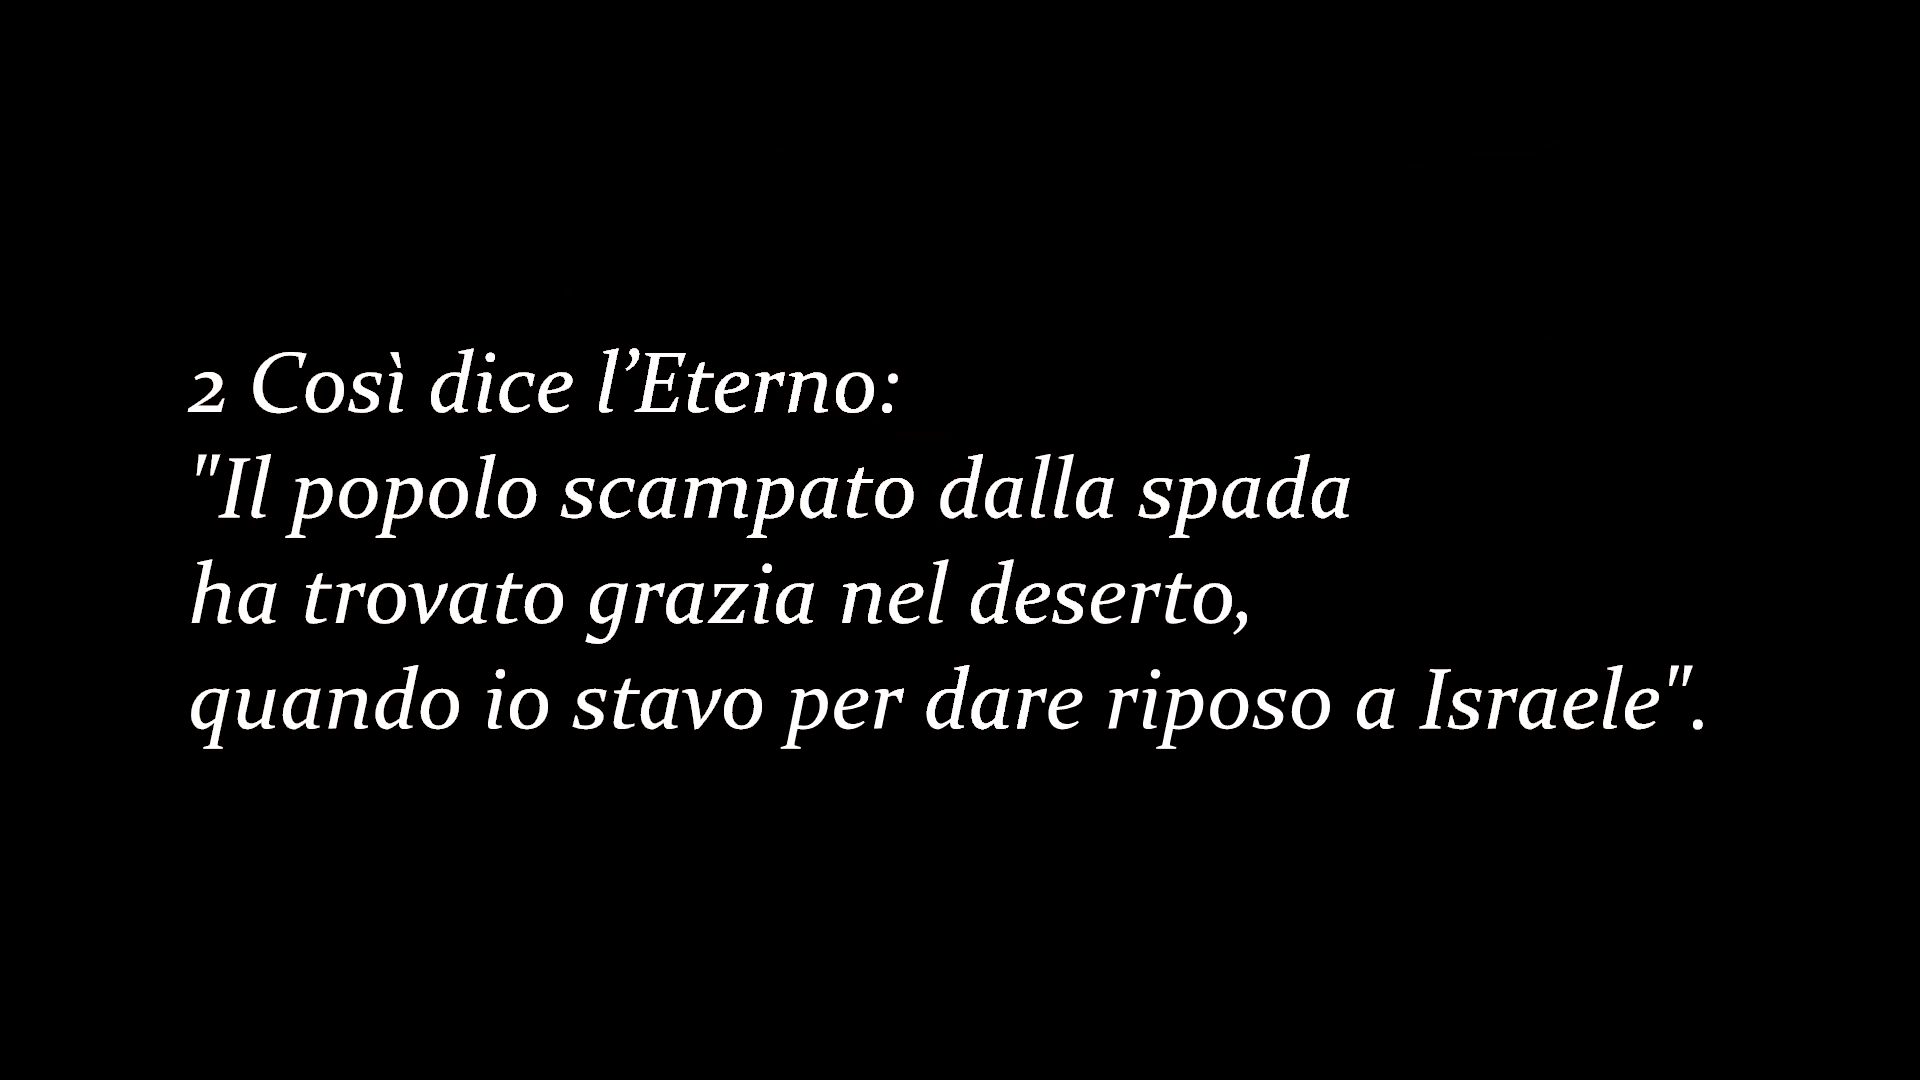 2 Così dice l’Eterno:
"Il popolo scampato dalla spada
ha trovato grazia nel deserto,
quando io stavo per dare riposo a Israele".